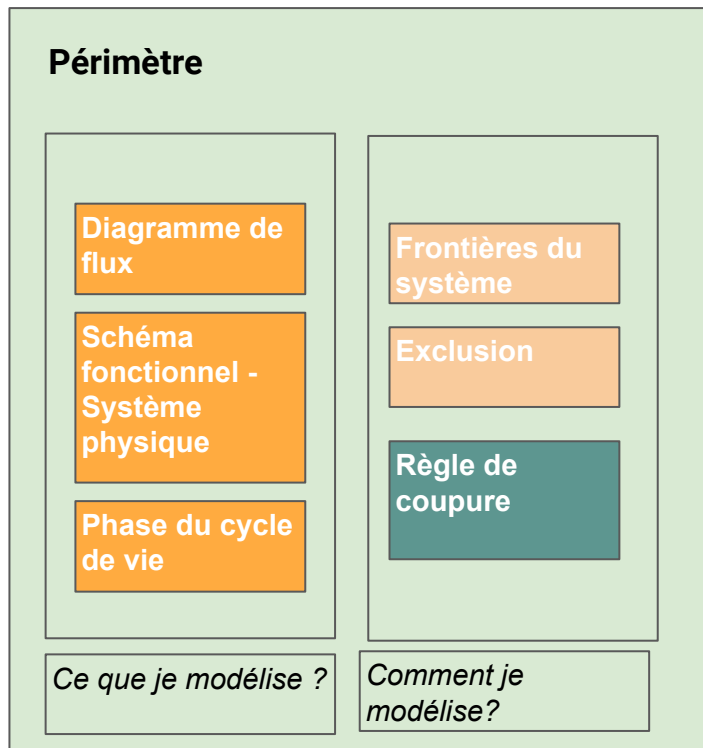 Périmètre
Diagramme de
flux
Schéma
fonctionnel -
Système
physique
Phase du cycle
de vie
Ce que je modélise ?
Frontières du
système
Exclusion
Règle de
coupure
Comment je
modélise?